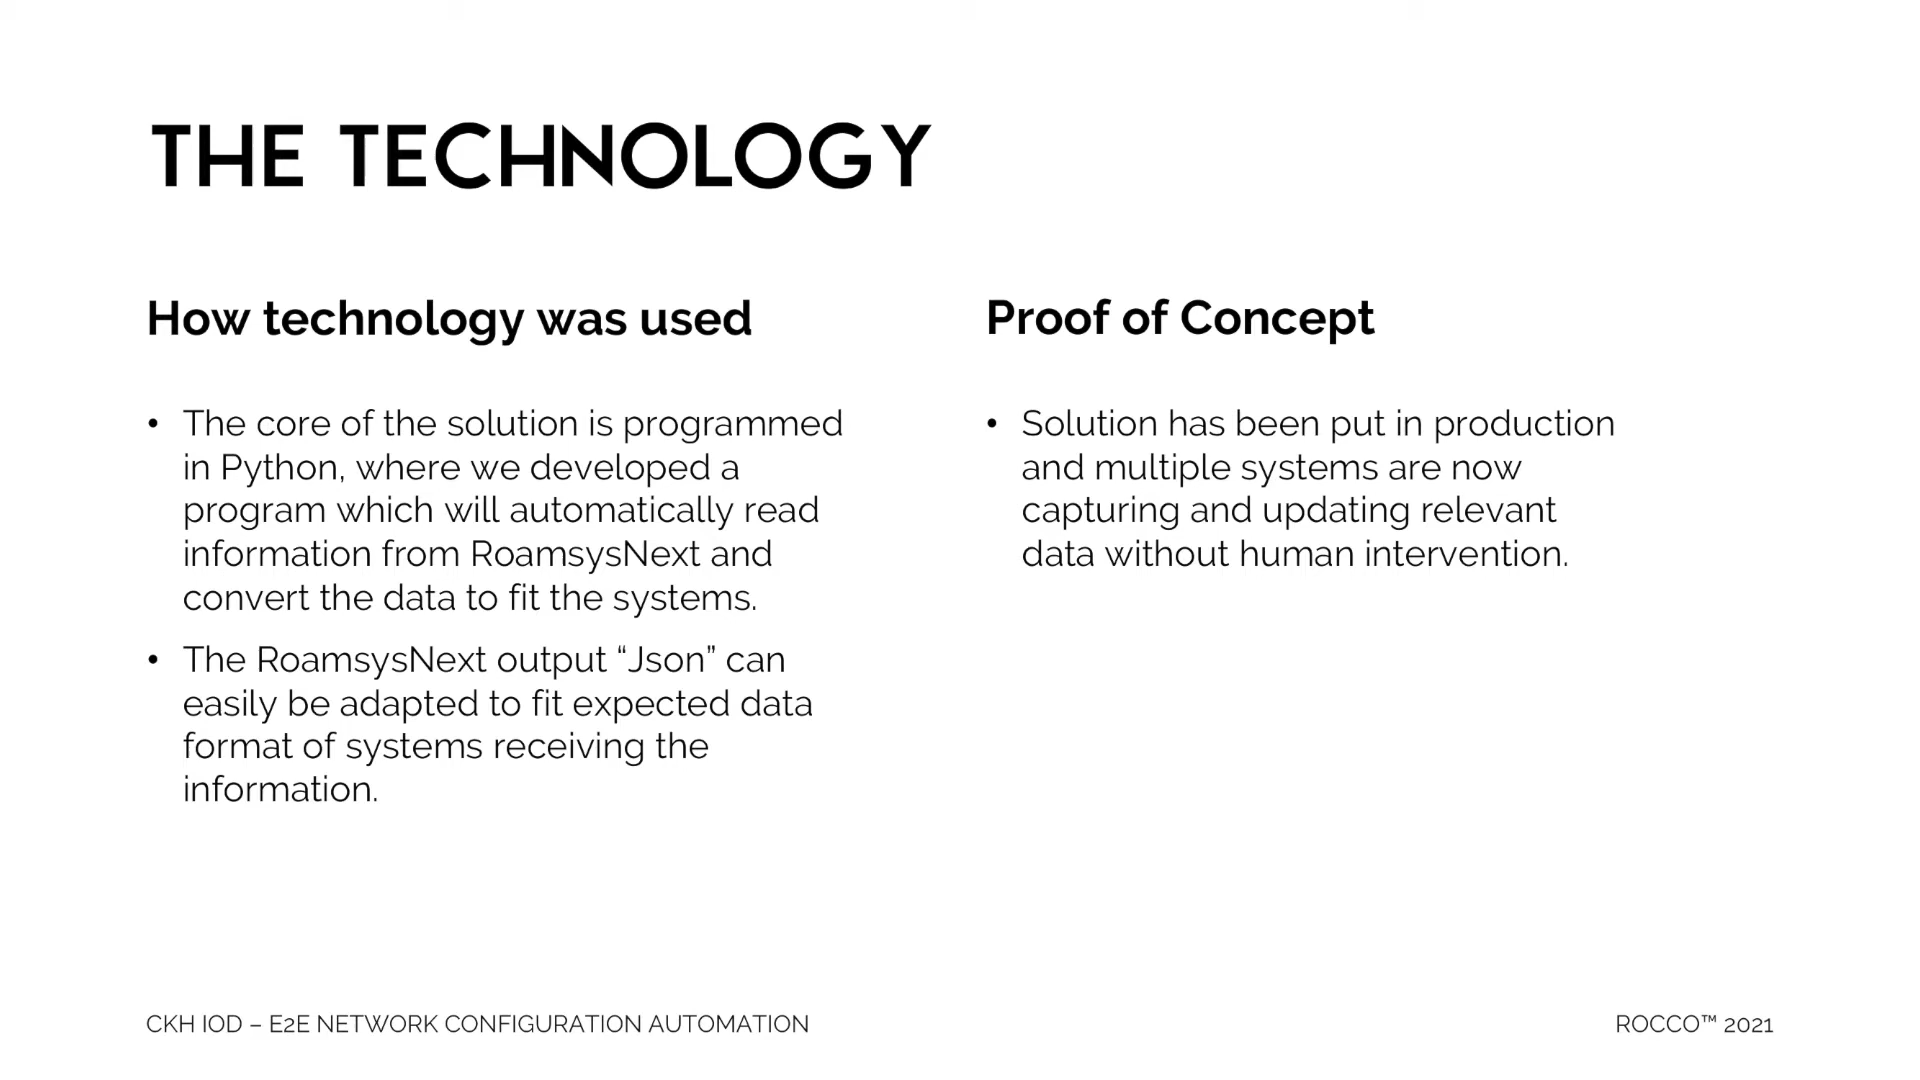 THE TECHNOLOGY
How technology was used
• The core of the solution is programmed
in Python, where we developed a
program which will automatically read
information from RoamsysNext and
convert the data to fit the systems.
• The RoamsysNext output “Json” can
easily be adapted to fit expected data
format of systems receiving the
information.
Proof of Concept
• Solution has been put in production
and multiple systems are now
capturing and updating relevant
data without human intervention.
CKH IOD – E2E NETWORK CONFIGURATION AUTOMATION
ROCCO™ 2021